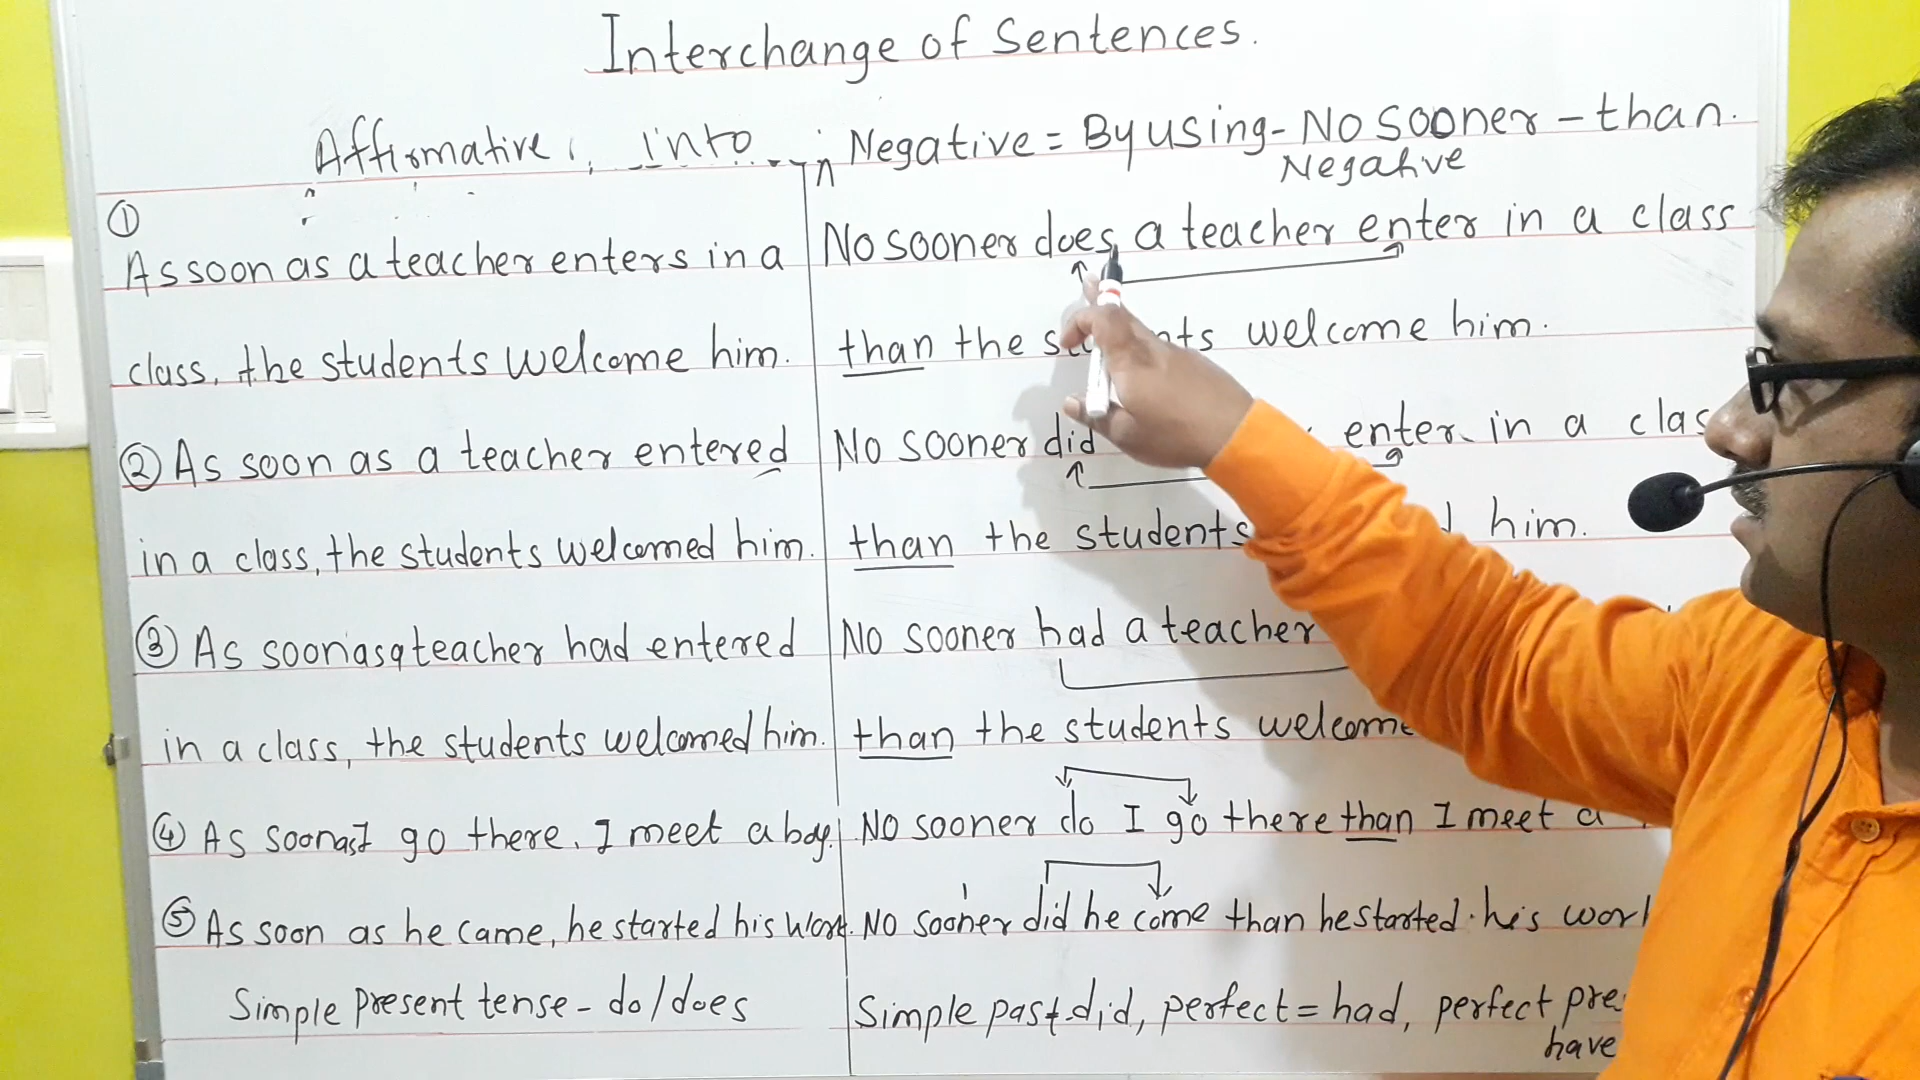 Interchange of Sentences.
Affirmative, into Negative = By using - No sooner - than.
Negative
①
As soon as a teacher enters in a
class, the students welcome him.
No sooner does a teacher enter in a class
than the welcome him.
② As soon as a teacher entered
in a class, the students welcomed him.
No sooner did enter in a
than the students him.
③ As soon as a teacher had entered
in a class, the students welcomed him.
No sooner had a teacher
than the students
④ As soon as I go there, I meet a boy.
No sooner do I go there than I meet a
⑤ As soon as he came, he started his work.
No sooner did he come than he started his
Simple present tense - do/does
Simple past - did, perfect = had, perfect
have